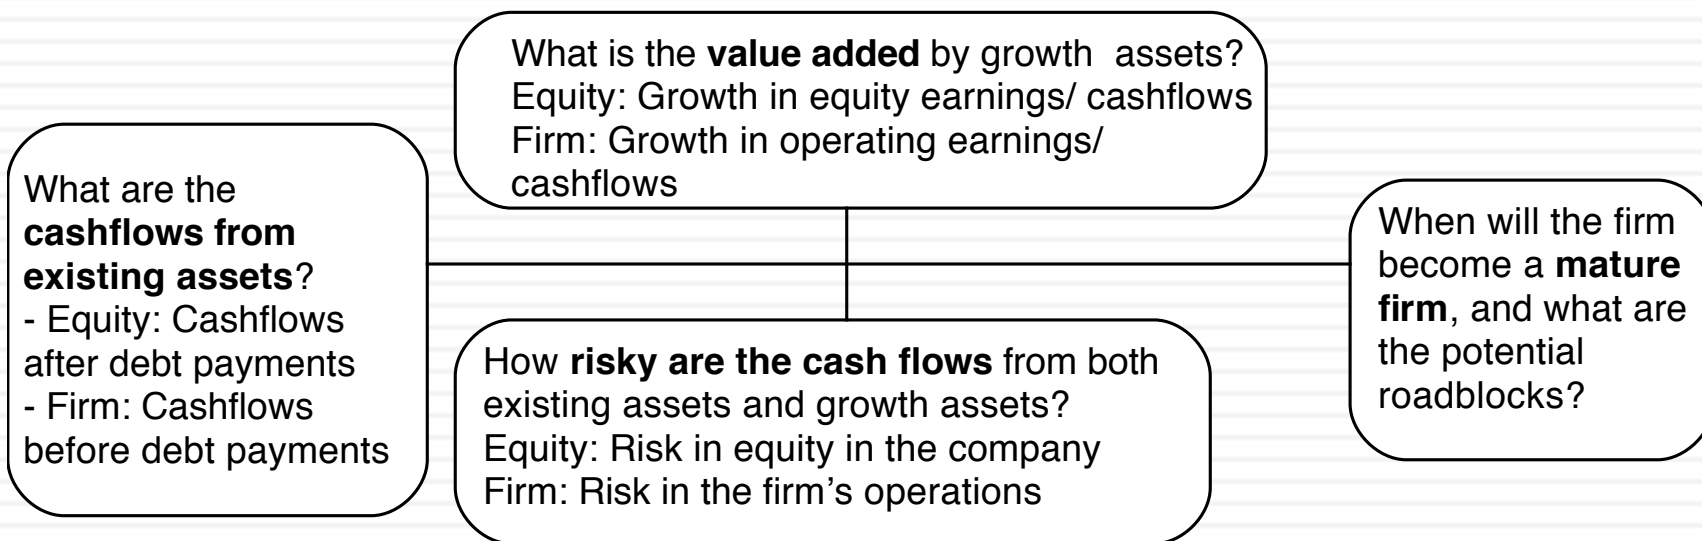 What is the value added by growth assets?
Equity: Growth in equity earnings/ cashflows
Firm: Growth in operating earnings/
cashflows
What are the
cashflows from
existing assets?
- Equity: Cashflows
after debt payments
- Firm: Cashflows
before debt payments
How risky are the cash flows from both
existing assets and growth assets?
Equity: Risk in equity in the company
Firm: Risk in the firm’s operations
When will the firm
become a mature
firm, and what are
the potential
roadblocks?